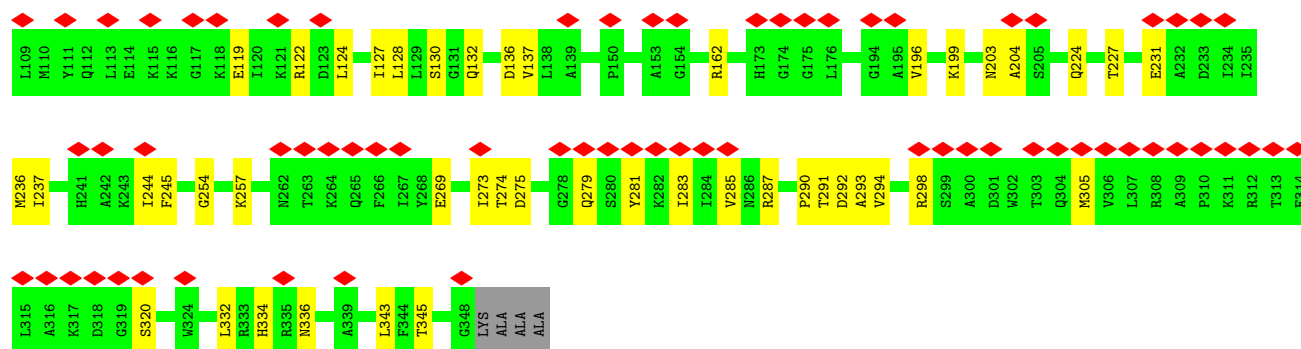 L109 M110 Y111 Q112 L113 E114 K115 K116 G117 K118 E119 I120 K121 R122 D123 L124 I127 L128 L129 S130 G131 Q132 D136 V137 L138 A139 P150 A153 G154 R162 H173 G174 G175 L176 G194 A195 V196 K199 N203 A204 S205 Q224 T227 E231 A232 D233 I234 I235
M236 I237 H241 A242 K243 I244 F245 G254 K257 N262 T263 K264 Q265 F266 I267 Y268 E269 I273 T274 D275 G278 Q279 S280 Y281 K282 I283 I284 V285 N286 R287 P290 T291 D292 A293 V294 R298 S299 A300 D301 W302 T303 Q304 M305 V306 L307 R308 A309 P310 K311 R312 T313 E314
L315 A316 K317 D318 G319 S320 W324 L332 R333 H334 R335 N336 A339 L343 F344 T345 G348 LYS ALA ALA ALA